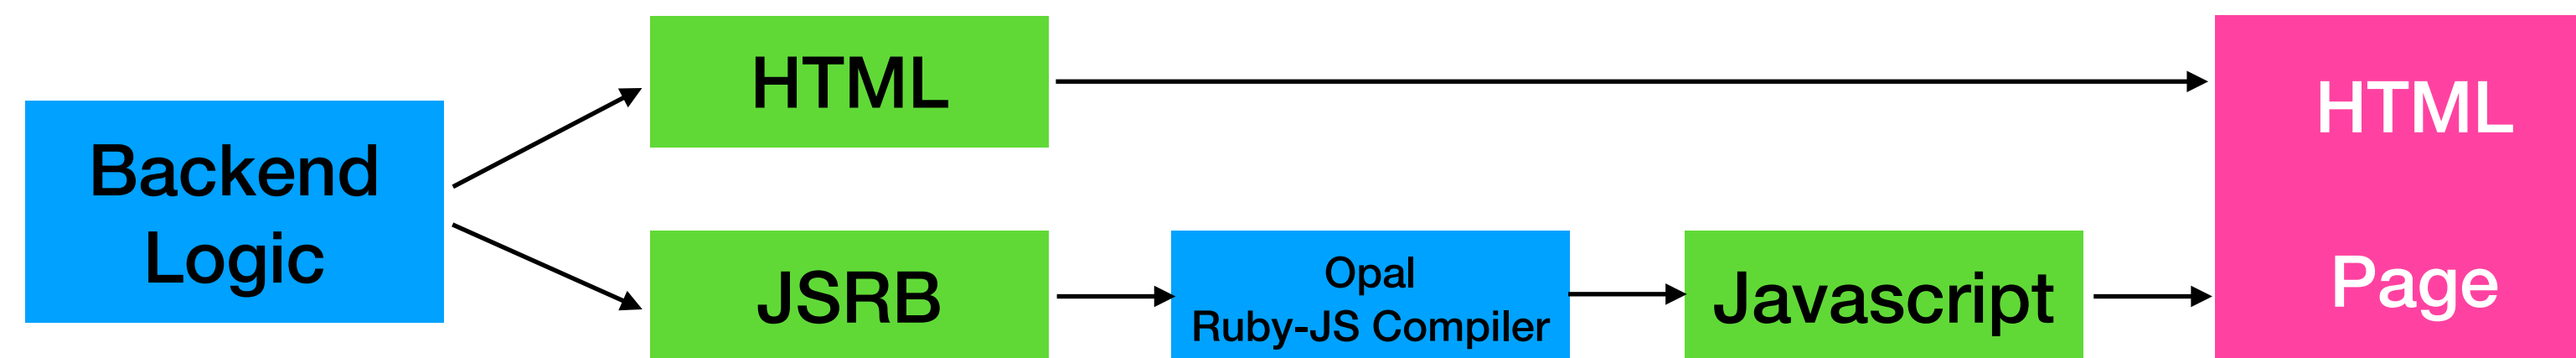 Backend
Logic
HTML
JSRB
Opal
Ruby-JS Compiler
Javascript
HTML
Page